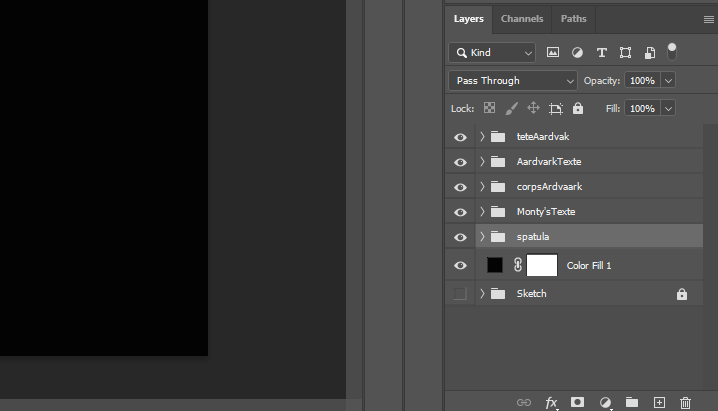 Layers Channels Paths
Kind
Pass Through Opacity: 100%
Lock: Fill: 100%
teteAardvak
AardvarkTexte
corpsArdvaark
Monty'sTexte
spatula
Color Fill 1
Sketch
fx